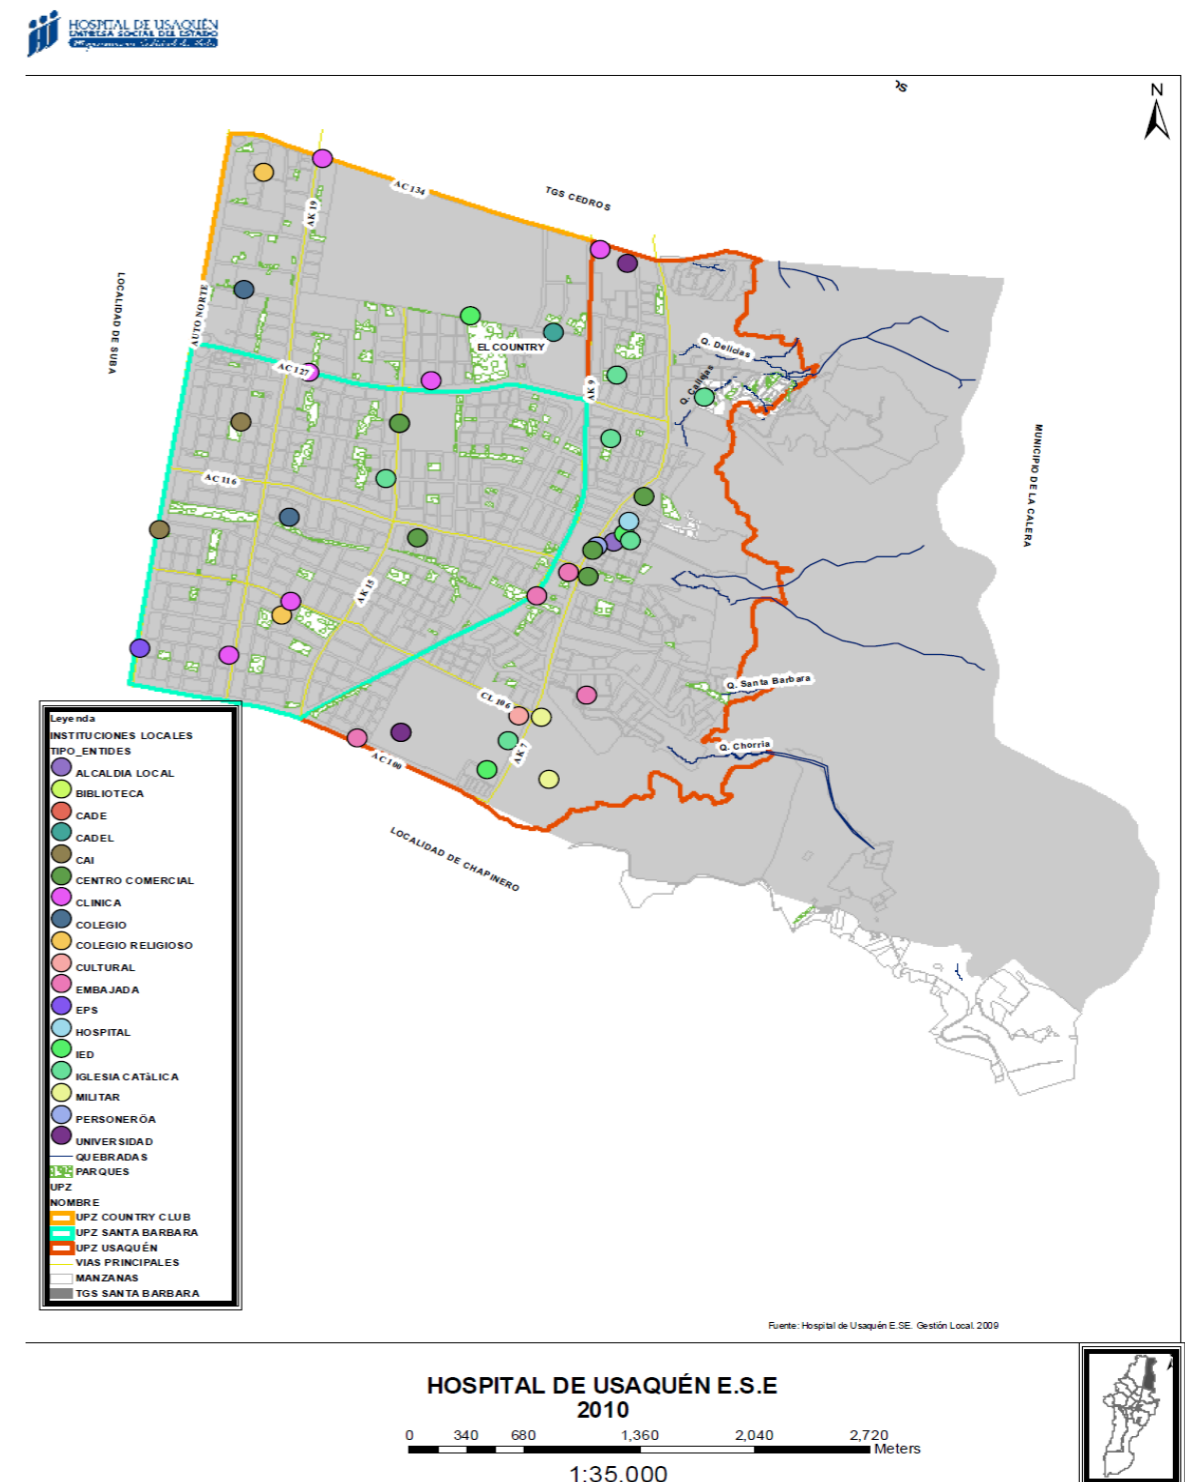 HOSPITAL DE USAQUÉN
EMPRESA SOCIAL DEL ESTADO
N
TGS CEDROS
AC 134
AK 19
LOCALIDAD DE SUBA
AUTO NORTE
EL COUNTRY
Q. Delicias
AC 127
Q. Callejas
AK 9
MUNICIPIO DE LA CALERA
AC 116
AK 15
Q. Santa Barbara
CL 106
AK 7
Q. Chorria
AC 100
LOCALIDAD DE CHAPINERO
Leyenda
INSTITUCIONES LOCALES
TIPO_ENTIDES
ALCALDIA LOCAL
BIBLIOTECA
CADE
CADEL
CAI
CENTRO COMERCIAL
CLINICA
COLEGIO
COLEGIO RELIGIOSO
CULTURAL
EMBAJADA
EPS
HOSPITAL
IED
IGLESIA CATàLICA
MILITAR
PERSONERÖA
UNIVERSIDAD
QUEBRADAS
PARQUES
UPZ
NOMBRE
UPZ COUNTRY CLUB
UPZ SANTA BARBARA
UPZ USAQUÉN
VIAS PRINCIPALES
MANZANAS
TGS SANTA BARBARA
Fuente: Hospital de Usaquén E.SE. Gestión Local. 2009
HOSPITAL DE USAQUÉN E.S.E
2010
0 340 680 1,360 2,040 2,720
Meters
1:35.000